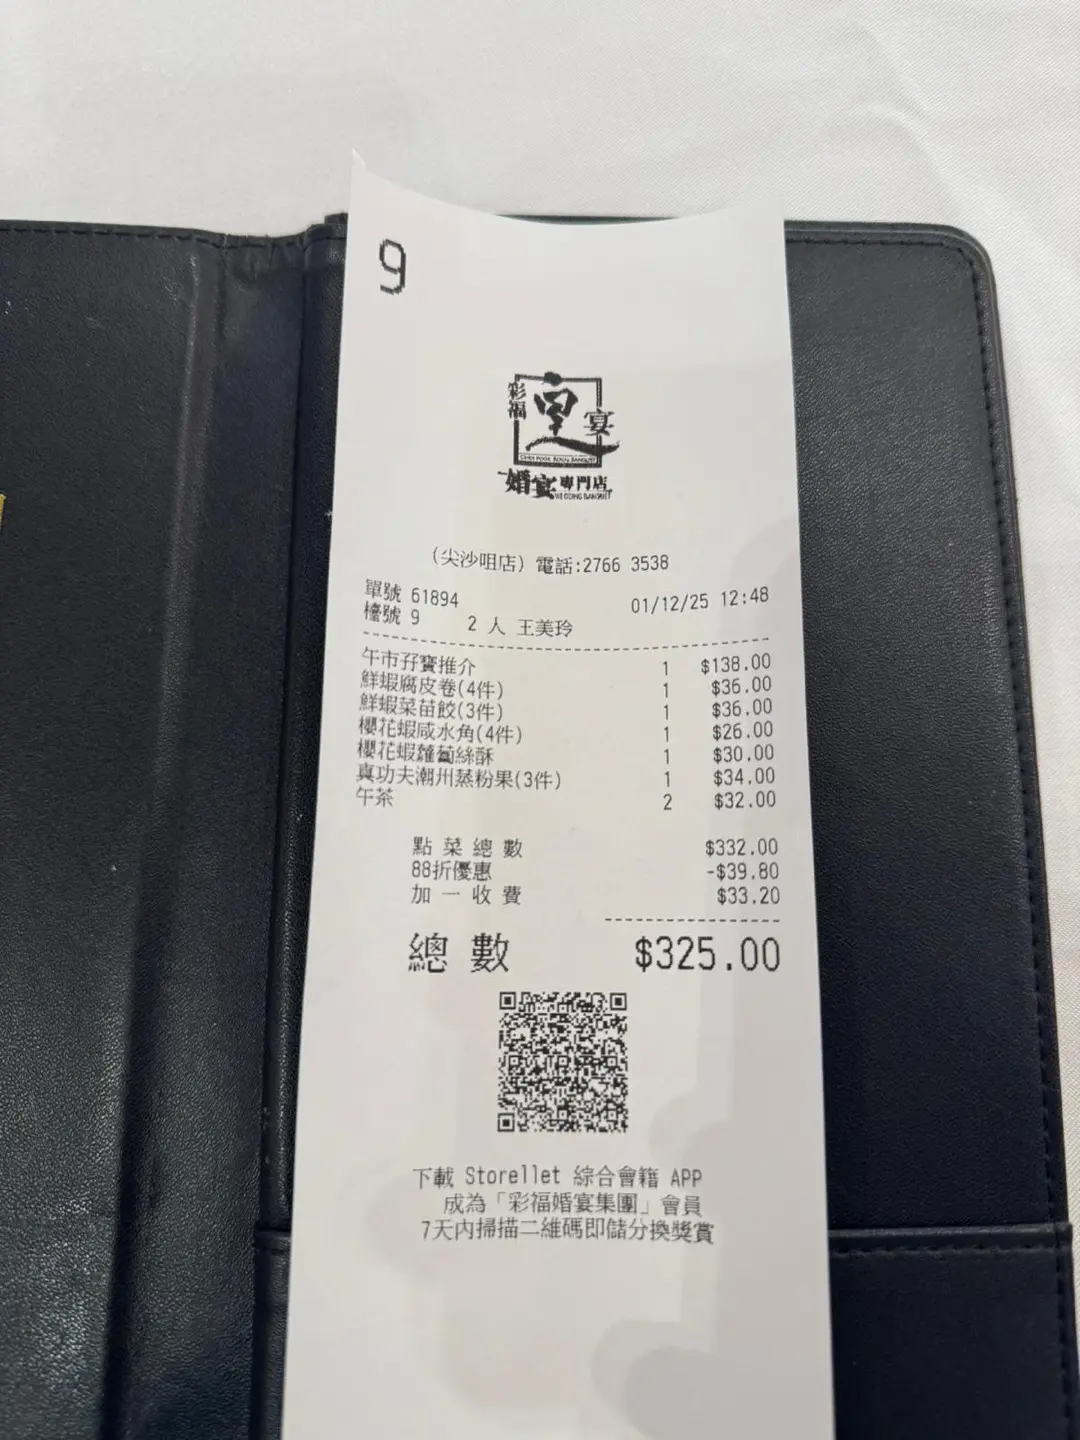 9
彩福
皇
宴
婚宴專門店
(尖沙咀店) 電話:2766 3538
單號 61894 01/12/25 12:48
檯號 9 2 人 王美玲
午市孖寶推介 1 $138.00
鮮蝦腐皮卷(4件) 1 $36.00
鮮蝦菜苗餃(3件) 1 $36.00
櫻花蝦咸水角(4件) 1 $26.00
櫻花蝦蘿蔔絲酥 1 $30.00
真功夫潮州蒸粉果(3件) 1 $34.00
午茶 2 $32.00
點菜總數 $332.00
88折優惠 -$39.80
加一收費 $33.20
總數 $325.00
下載 Storellet 綜合會籍 APP
成為「彩福婚宴集團」會員
7天內掃描二維碼即儲分換獎賞